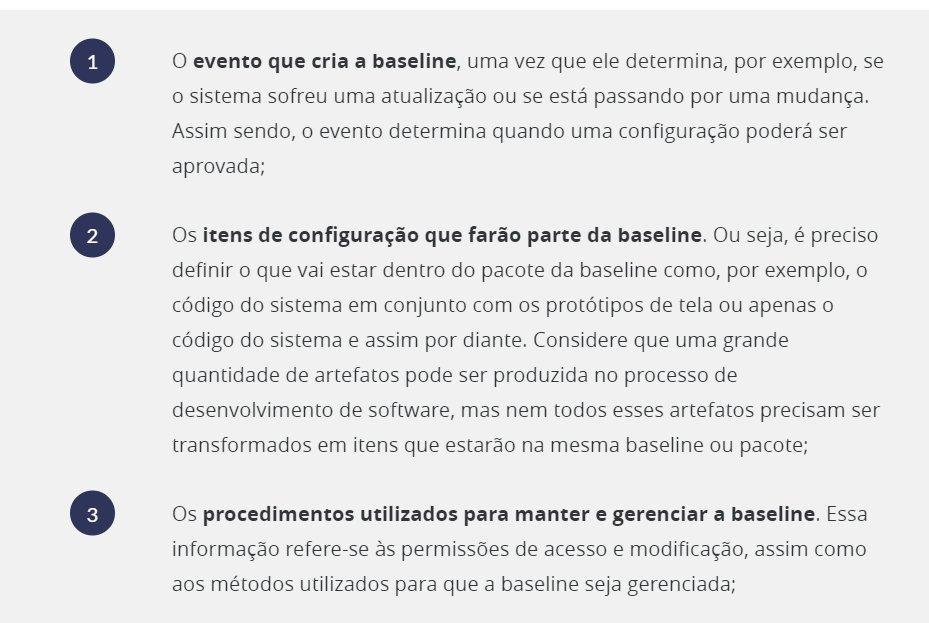 1
O evento que cria a baseline, uma vez que ele determina, por exemplo, se
o sistema sofreu uma atualização ou se está passando por uma mudança.
Assim sendo, o evento determina quando uma configuração poderá ser
aprovada;
2
Os itens de configuração que farão parte da baseline. Ou seja, é preciso
definir o que vai estar dentro do pacote da baseline como, por exemplo, o
código do sistema em conjunto com os protótipos de tela ou apenas o
código do sistema e assim por diante. Considere que uma grande
quantidade de artefatos pode ser produzida no processo de
desenvolvimento de software, mas nem todos esses artefatos precisam ser
transformados em itens que estarão na mesma baseline ou pacote;
3
Os procedimentos utilizados para manter e gerenciar a baseline. Essa
informação refere-se às permissões de acesso e modificação, assim como
aos métodos utilizados para que a baseline seja gerenciada;